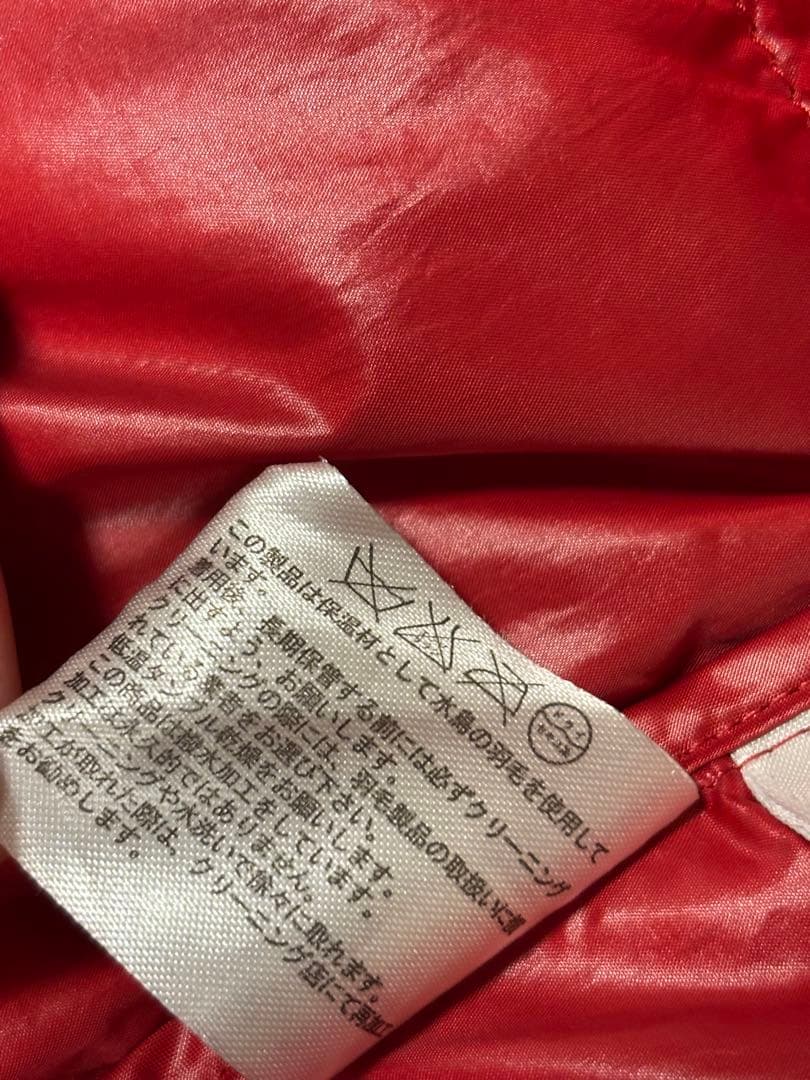 この製品は保温材として水鳥の羽毛を使用して
います。
着用後、長期保管する前には必ずクリーニング
に出すよう、お願いします。
クリーニングの際には、羽毛製品の取扱いに慣
れている業者をお選び下さい。
低温タンブル乾燥をお願いします。
この商品は撥水加工をしています。
加工は永久的ではありません。
クリーニングや水洗いで徐々に取れます。
加工が取れた際は、クリーニング店にて再加工
をお勧めします。